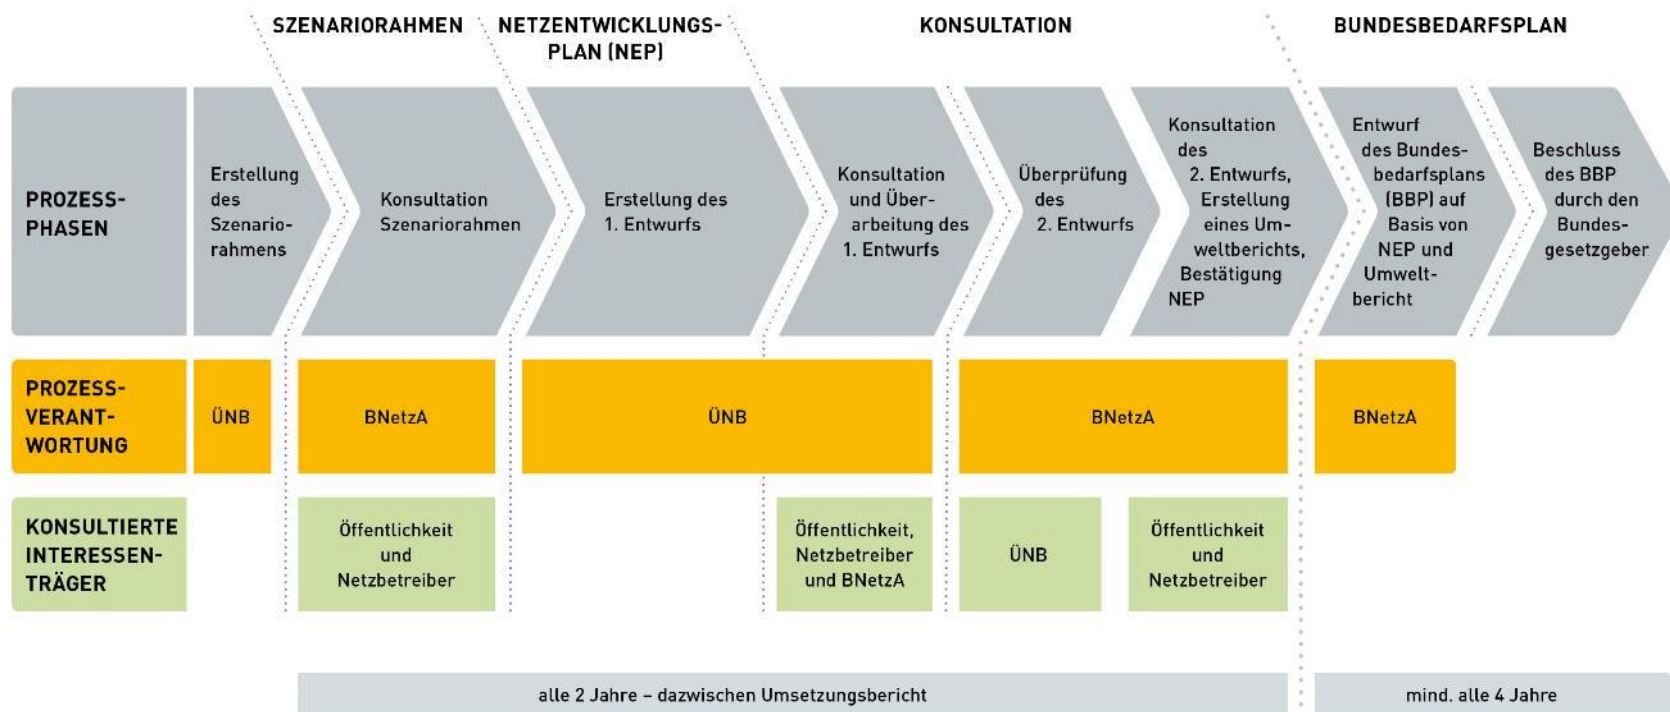 SZENARIORAHMEN
NETZENTWICKLUNGS-
PLAN (NEP)
KONSULTATION
BUNDESBEDARFSPLAN
PROZESS-
PHASEN
Erstellung
des
Szenario-
rahmens
Konsultation
Szenariorahmen
Erstellung des
1. Entwurfs
Konsultation
und Über-
arbeitung des
1. Entwurfs
Überprüfung
des
2. Entwurfs
Konsultation
des
2. Entwurfs,
Erstellung
eines Um-
weltberichts,
Bestätigung
NEP
Entwurf
des Bundes-
bedarfsplans
(BBP) auf
Basis von
NEP und
Umwelt-
bericht
Beschluss
des BBP
durch den
Bundes-
gesetzgeber
PROZESS-
VERANT-
WORTUNG
ÜNB
BNetzA
ÜNB
BNetzA
BNetzA
KONSULTIERTE
INTERESSEN-
TRÄGER
Öffentlichkeit
und
Netzbetreiber
Öffentlichkeit,
Netzbetreiber
und BNetzA
ÜNB
Öffentlichkeit
und
Netzbetreiber
alle 2 Jahre – dazwischen Umsetzungsbericht
mind. alle 4 Jahre